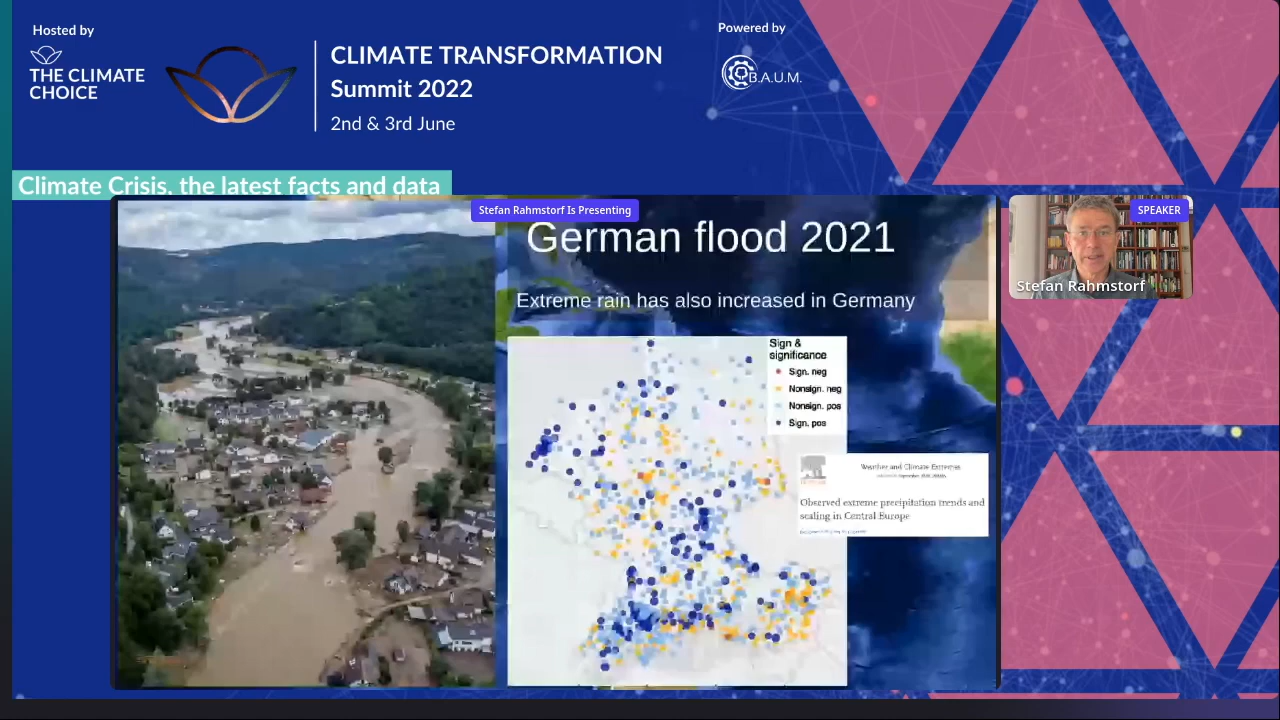 Hosted by
THE CLIMATE
CHOICE
CLIMATE TRANSFORMATION
Summit 2022
2nd & 3rd June
Powered by
B.A.U.M.
Climate Crisis, the latest facts and data
Stefan Rahmstorf Is Presenting
German flood 2021
Extreme rain has also increased in Germany
Sign &
significance
Sign. neg
Nonsign. neg
Nonsign. pos
Sign. pos
Weather and Climate Extremes
Observed extreme precipitation trends and
scaling in Central Europe
SPEAKER
Stefan Rahmstorf